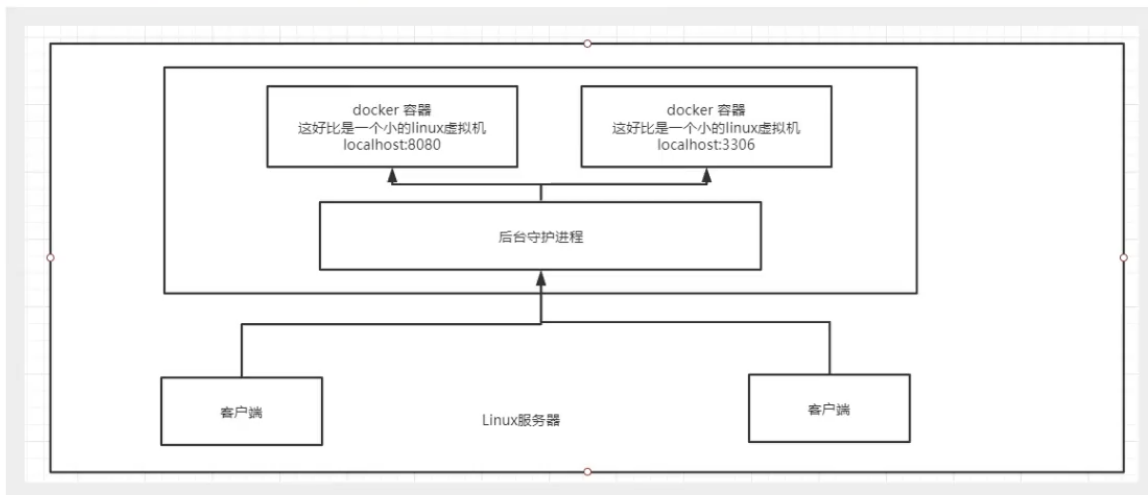 docker 容器
这好比是一个小的linux虚拟机
localhost:8080
docker 容器
这好比是一个小的linux虚拟机
localhost:3306
后台守护进程
客户端
Linux服务器
客户端